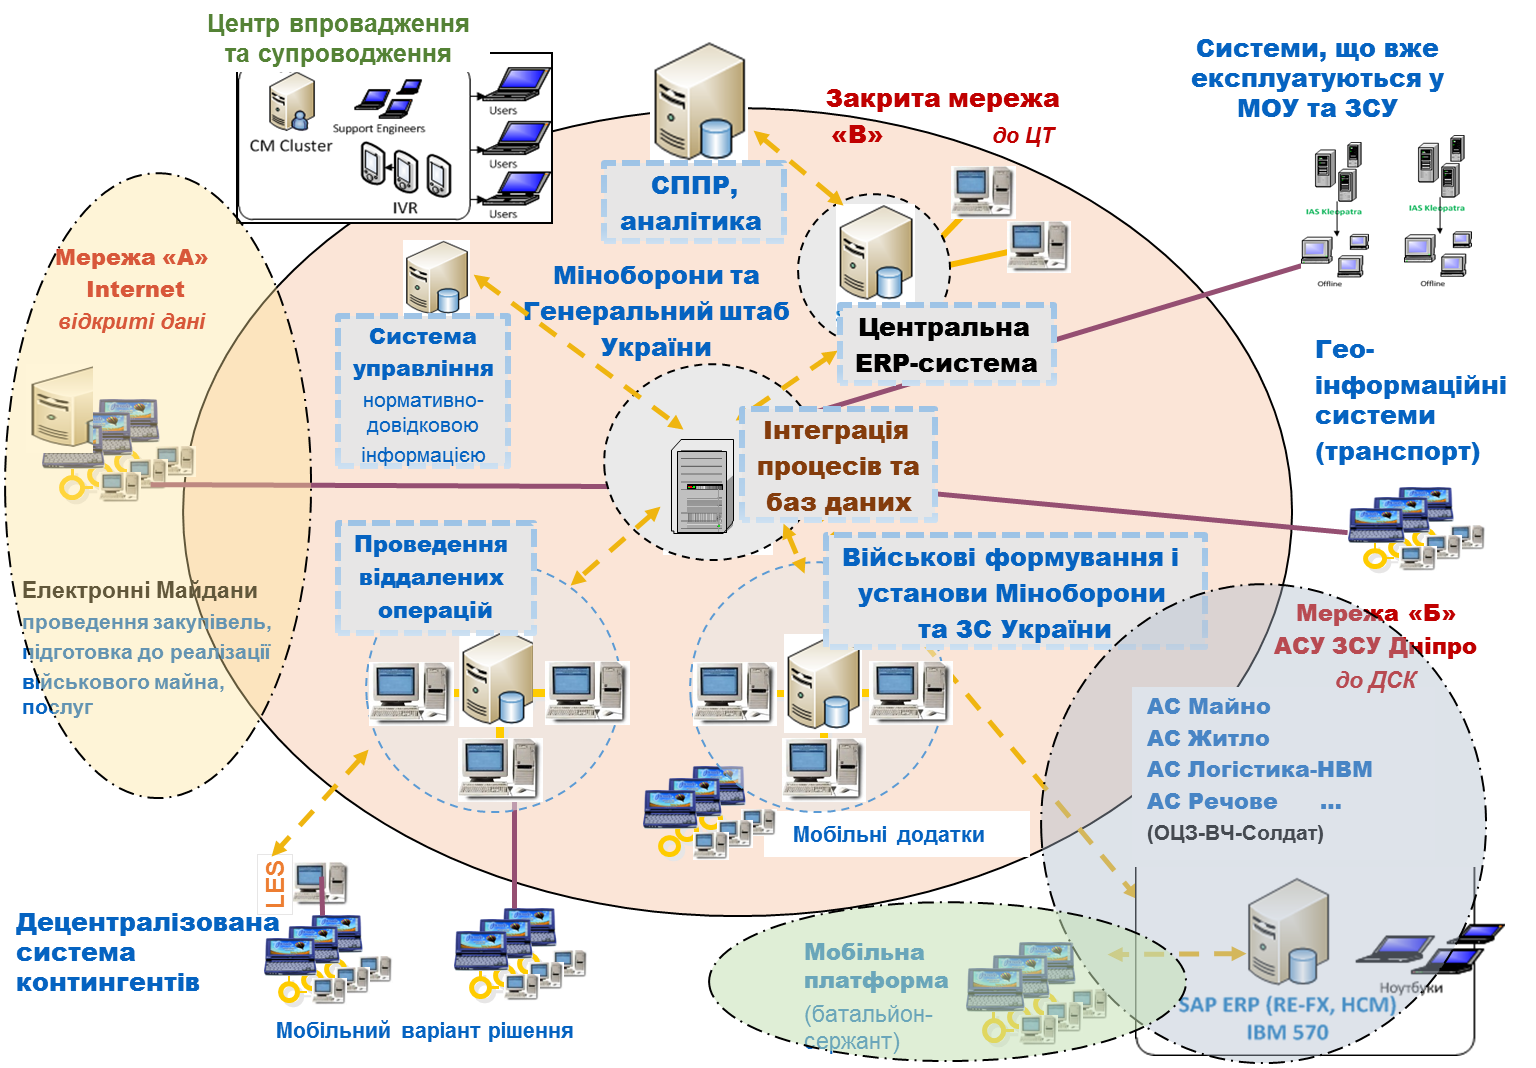 Центр впровадження
та супроводження
CM Cluster
Support Engineers
IVR
Users
Users
Users
СППР,
аналітика
Закрита мережа
«В»
до ЦТ
Системи, що вже
експлуатуються у
МОУ та ЗСУ
IAS Kleopatra
IAS Kleopatra
Offline
Offline
Мережа «А»
Internet
відкриті дані
Міноборони та
Генеральний штаб
України
Система
управління
нормативно-
довідковою
інформацією
Центральна
ERP-система
Гео-
інформаційні
системи
(транспорт)
Інтеграція
процесів та
баз даних
Проведення
віддалених
операцій
Військові формування і
установи Міноборони
та ЗС України
Електронні Майдани
проведення закупівель,
підготовка до реалізації
військового майна,
послуг
Мережа «Б»
АСУ ЗСУ Дніпро
до ДСК
АС Майно
АС Житло
АС Логістика-НВМ
АС Речове ...
(ОЦЗ-ВЧ-Солдат)
Мобільні додатки
LES
Децентралізована
система
контингентів
Мобільний варіант рішення
Мобільна
платформа
(батальйон-
сержант)
Ноутбуки
SAP ERP (RE-FX, HCM)
IBM 570